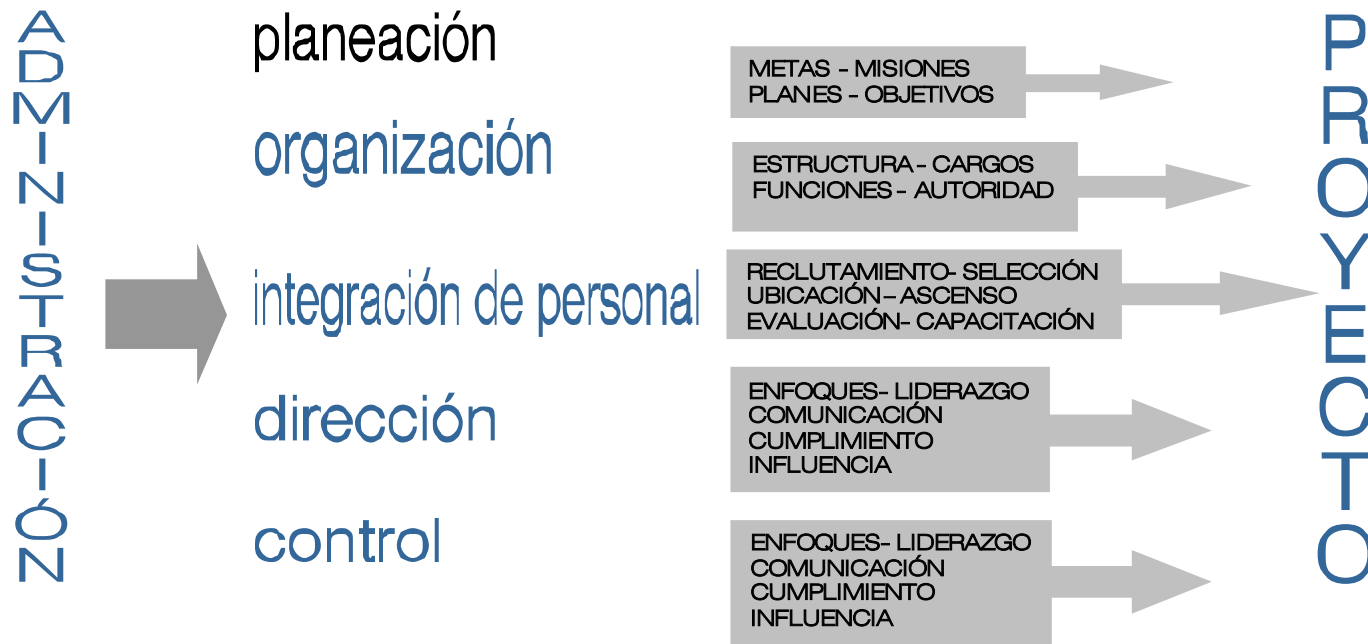 ADMINISTRACIÓN
planeación
METAS - MISIONES
PLANES - OBJETIVOS
organización
ESTRUCTURA - CARGOS
FUNCIONES - AUTORIDAD
integración de personal
RECLUTAMIENTO- SELECCIÓN
UBICACIÓN – ASCENSO
EVALUACIÓN- CAPACITACIÓN
dirección
ENFOQUES- LIDERAZGO
COMUNICACIÓN
CUMPLIMIENTO
INFLUENCIA
control
ENFOQUES- LIDERAZGO
COMUNICACIÓN
CUMPLIMIENTO
INFLUENCIA
PROYECTO